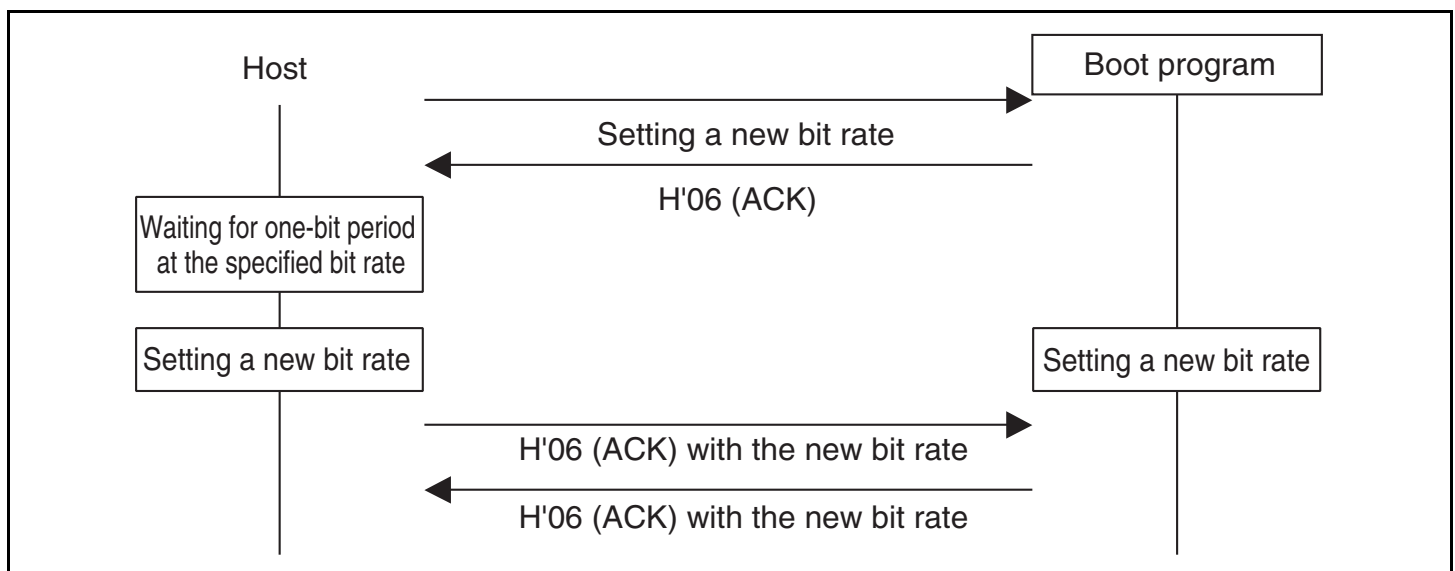 Host
Boot program
Setting a new bit rate
H'06 (ACK)
Waiting for one-bit period
at the specified bit rate
Setting a new bit rate
Setting a new bit rate
H'06 (ACK) with the new bit rate
H'06 (ACK) with the new bit rate